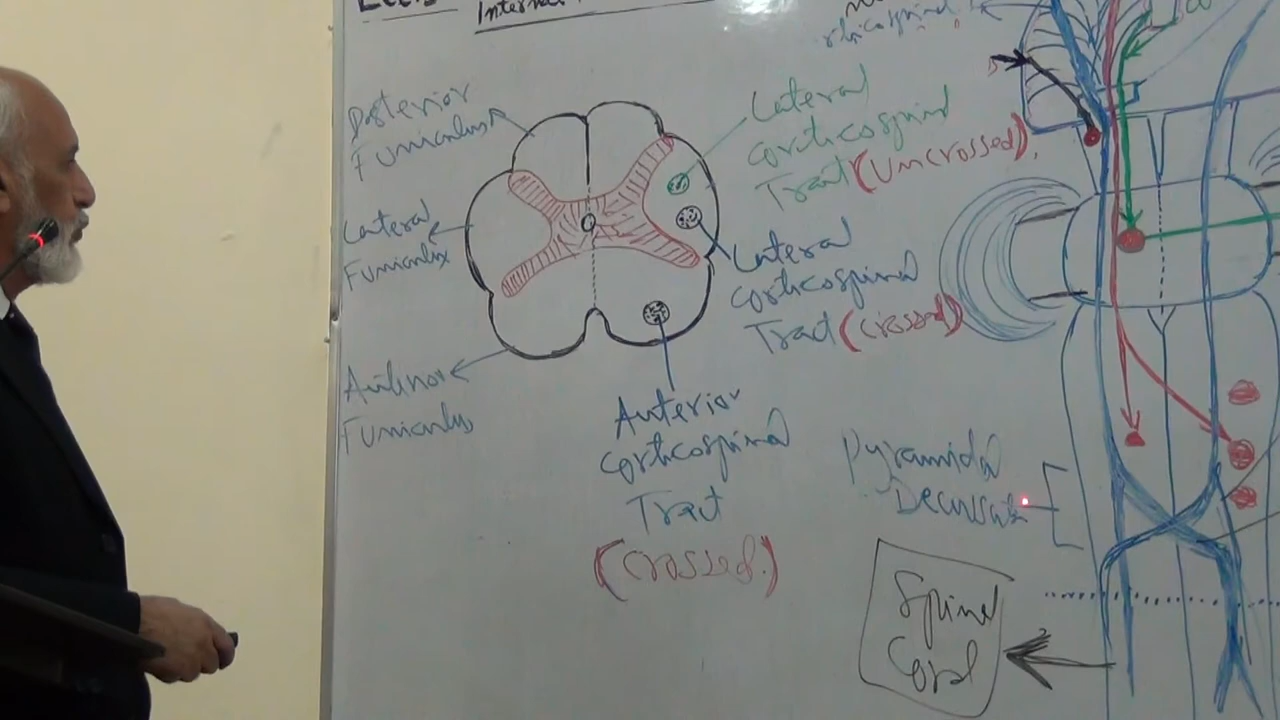 Internal
Posterior
Funiculus
Lateral
Funiculus
Anterior
Funiculus
Lateral
corticospinal
Tract (Uncrossed).
Lateral
corticospinal
Tract (crossed)
Anterior
corticospinal
Tract
(crossed.)
Pyramidal
Spinal
Cord